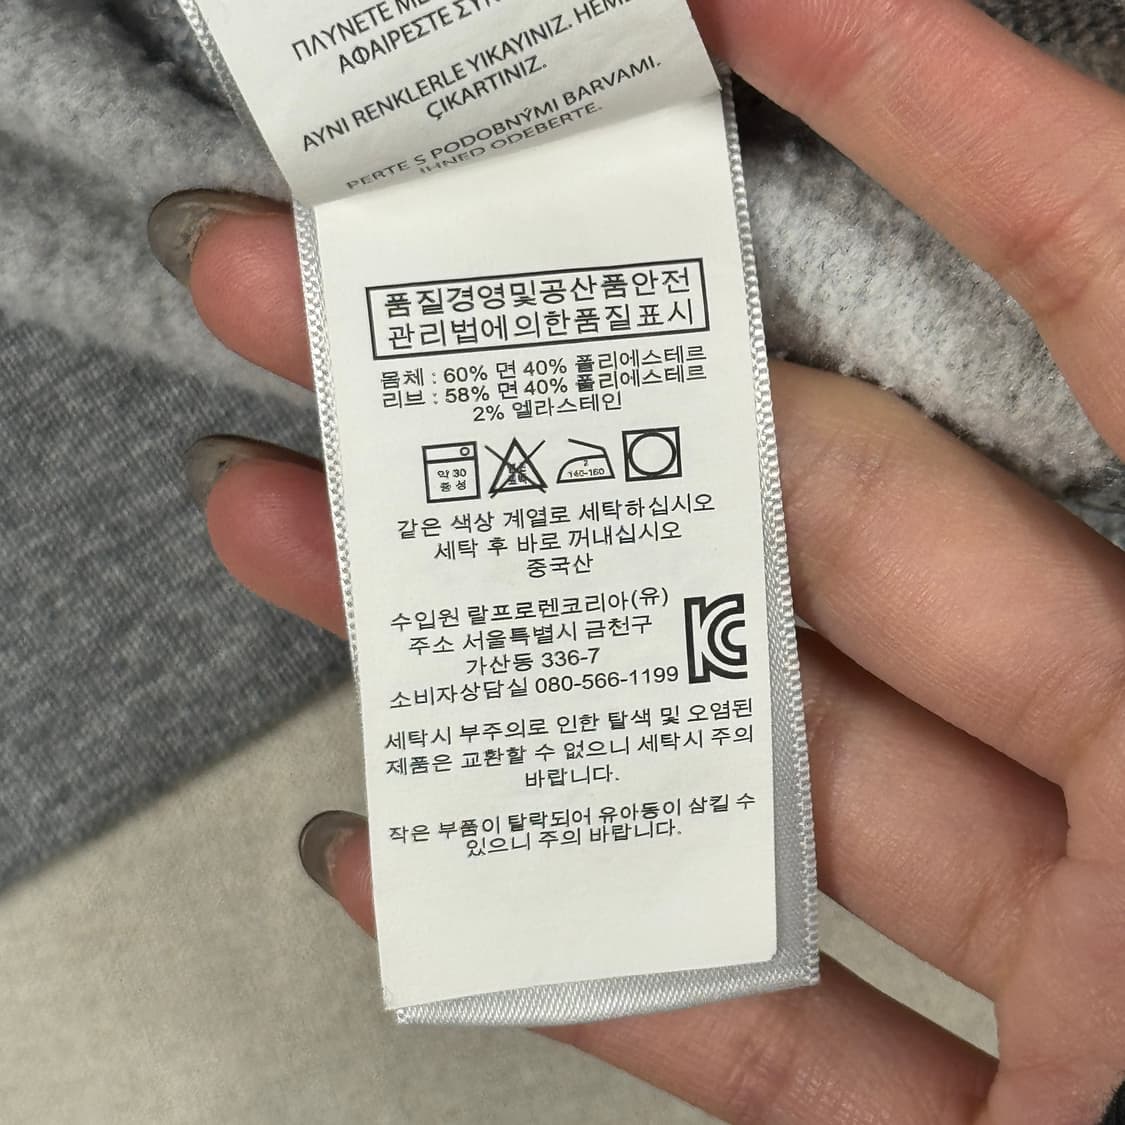 ΠΛΥΝΕΤΕ
ΑΦΑΙΡΕΣΤΕ
AYNI RENKLERLE YIKAYINIZ.
ÇIKARTINIZ.
PERTE S PODOBNÝMI BARVAMI.
IHNED ODEBERTE.
품질경영및공산품안전
관리법에의한품질표시
몸체 : 60% 면 40% 폴리에스테르
리브 : 58% 면 40% 폴리에스테르
2% 엘라스테인
약 30
중성
2
140-160
같은 색상 계열로 세탁하십시오
세탁 후 바로 꺼내십시오
중국산
수입원 랄프로렌코리아(유)
주소 서울특별시 금천구
가산동 336-7
소비자상담실 080-566-1199
세탁시 부주의로 인한 탈색 및 오염된
제품은 교환할 수 없으니 세탁시 주의
바랍니다.
작은 부품이 탈락되어 유아동이 삼킬 수
있으니 주의 바랍니다.